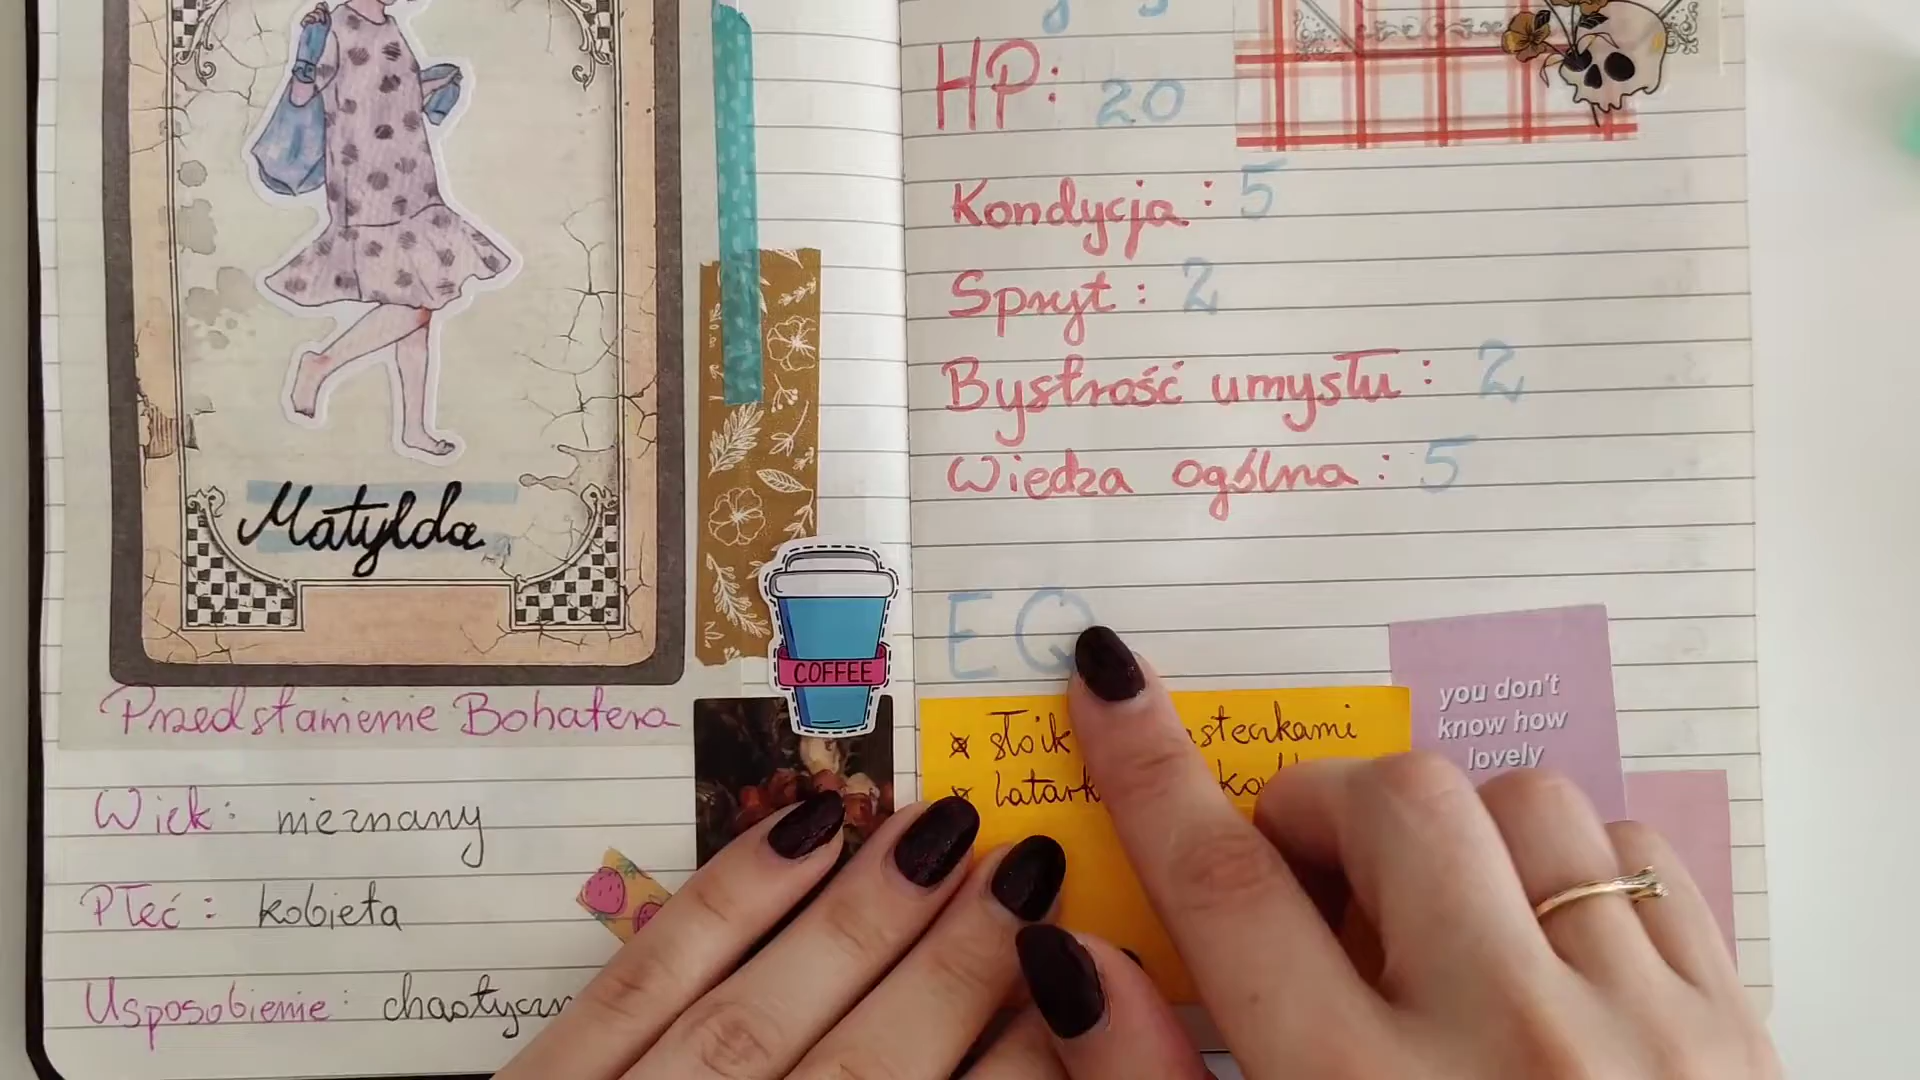 Matylda
Przedstawienie Bohatera
Wiek: nieznany
Płeć: kobieta
Usposobienie:
COFFEE
HP: 20
Kondycja: 5
Spryt: 2
Bystrość umysłu: 2
Wiedza ogólna: 5
EQ
słoik
you don't
know how
lovely